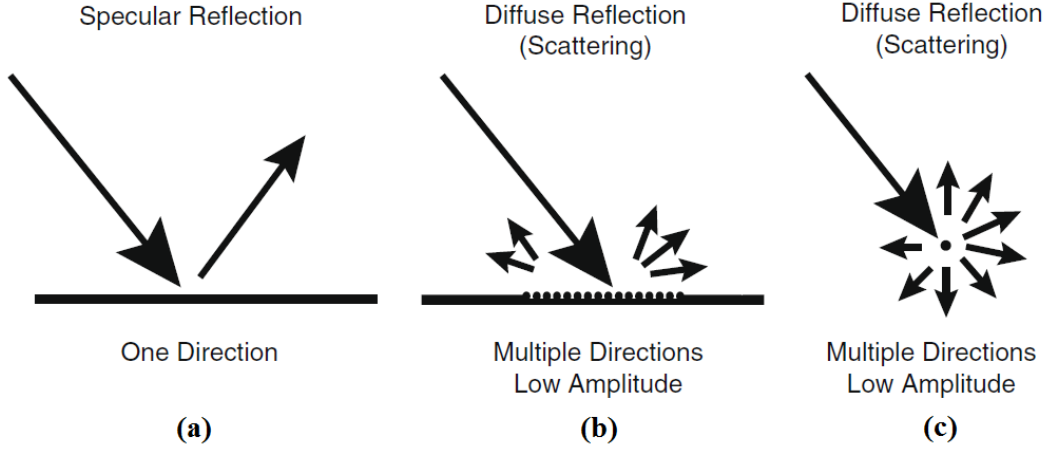 Specular Reflection
One Direction
(a)
Diffuse Reflection
(Scattering)
Multiple Directions
Low Amplitude
(b)
Diffuse Reflection
(Scattering)
Multiple Directions
Low Amplitude
(c)